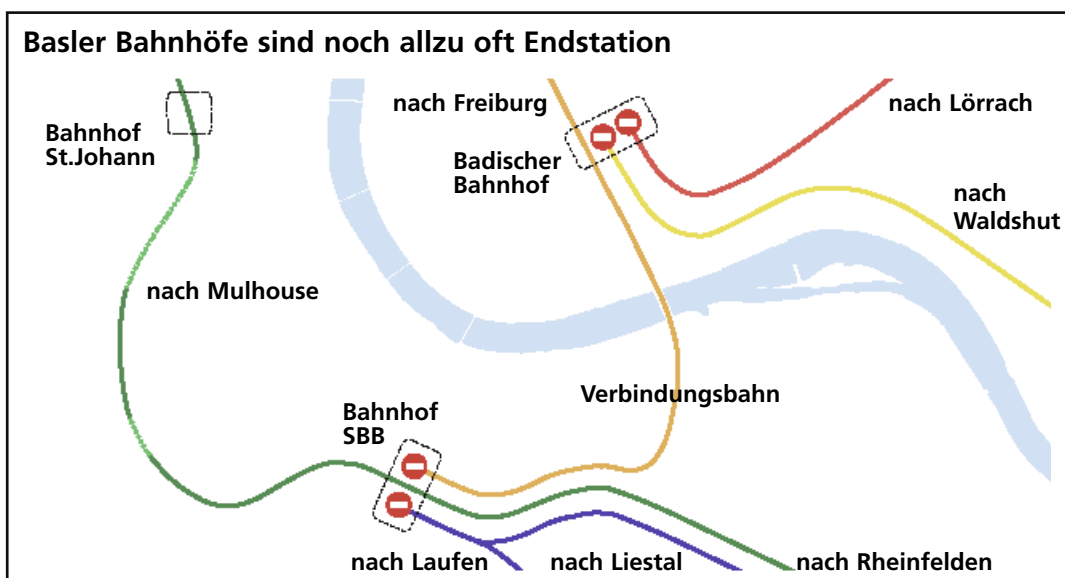 Basler Bahnhöfe sind noch allzu oft Endstation
nach Freiburg
nach Lörrach
Bahnhof
St.Johann
Badischer
Bahnhof
nach
Waldshut
nach Mulhouse
Verbindungsbahn
Bahnhof
SBB
nach Laufen
nach Liestal
nach Rheinfelden